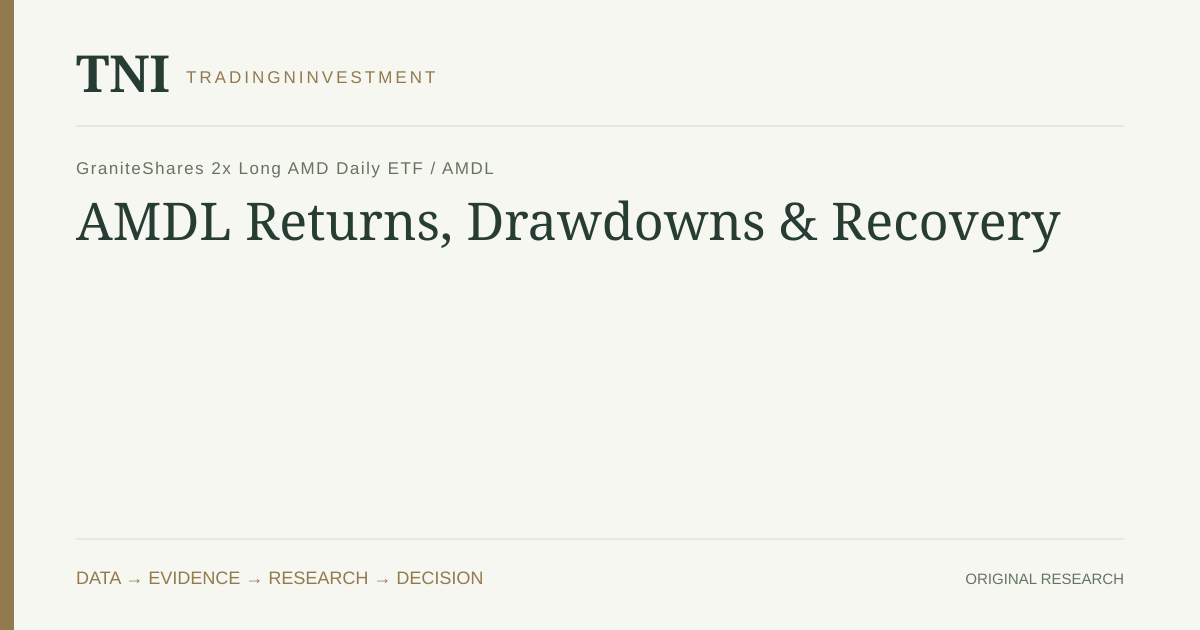 TNI TRADINGNINVESTMENT
GraniteShares 2x Long AMD Daily ETF / AMDL
AMDL Returns, Drawdowns & Recovery
DATA → EVIDENCE → RESEARCH → DECISION
ORIGINAL RESEARCH